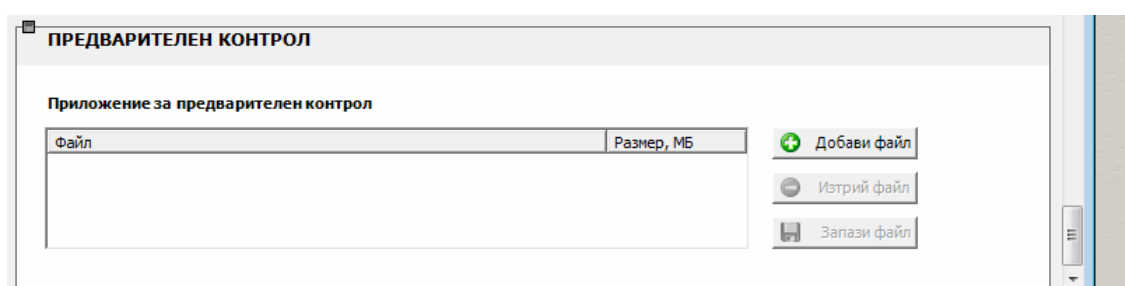 ПРЕДВАРИТЕЛЕН КОНТРОЛ
Приложение за предварителен контрол
Файл Размер, МБ
Добави файл
Изтрий файл
Запази файл